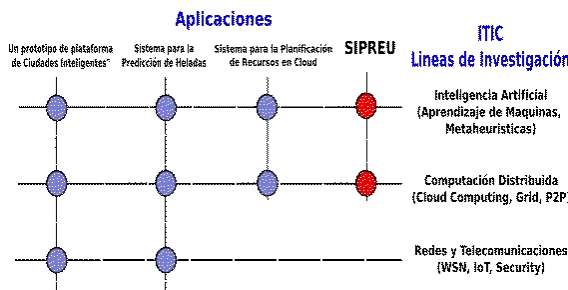 Aplicaciones
Un prototipo de plataforma
de Ciudades Inteligentes"
Sistema para la
Predicción de Heladas
Sistema para la Planificación
de Recursos en Cloud
SIPREU
ITIC
Lineas de Investigación
Inteligencia Artificial
(Aprendizaje de Maquinas,
Metaheuristicas)
Computación Distribuida
(Cloud Computing, Grid, P2P)
Redes y Telecomunicaciones
(WSN, IoT, Security)